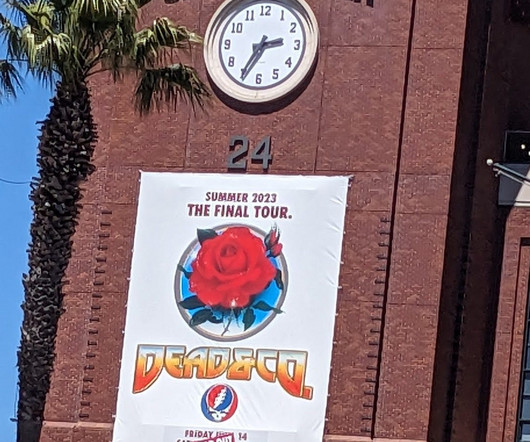 12
11 1
10 2
9 3
8 4
7 5
6
24
SUMMER 2023
THE FINAL TOUR.
DEAD & CO.
FRIDAY 14